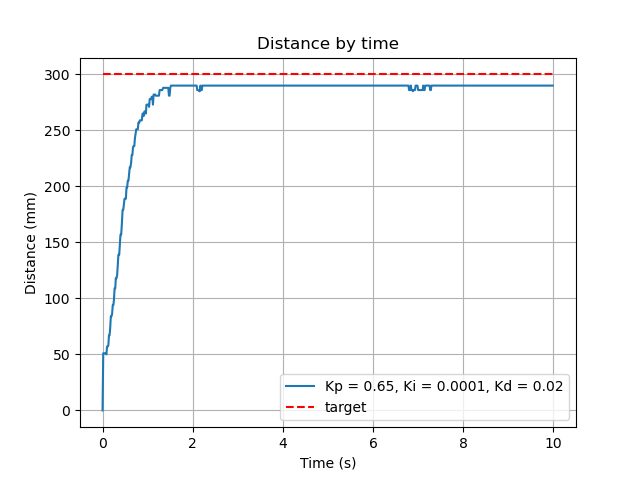 Distance by time
300
250
200
150
100
50
0
Distance (mm)
Kp = 0.65, Ki = 0.0001, Kd = 0.02
target
0
2
4
6
8
10
Time (s)